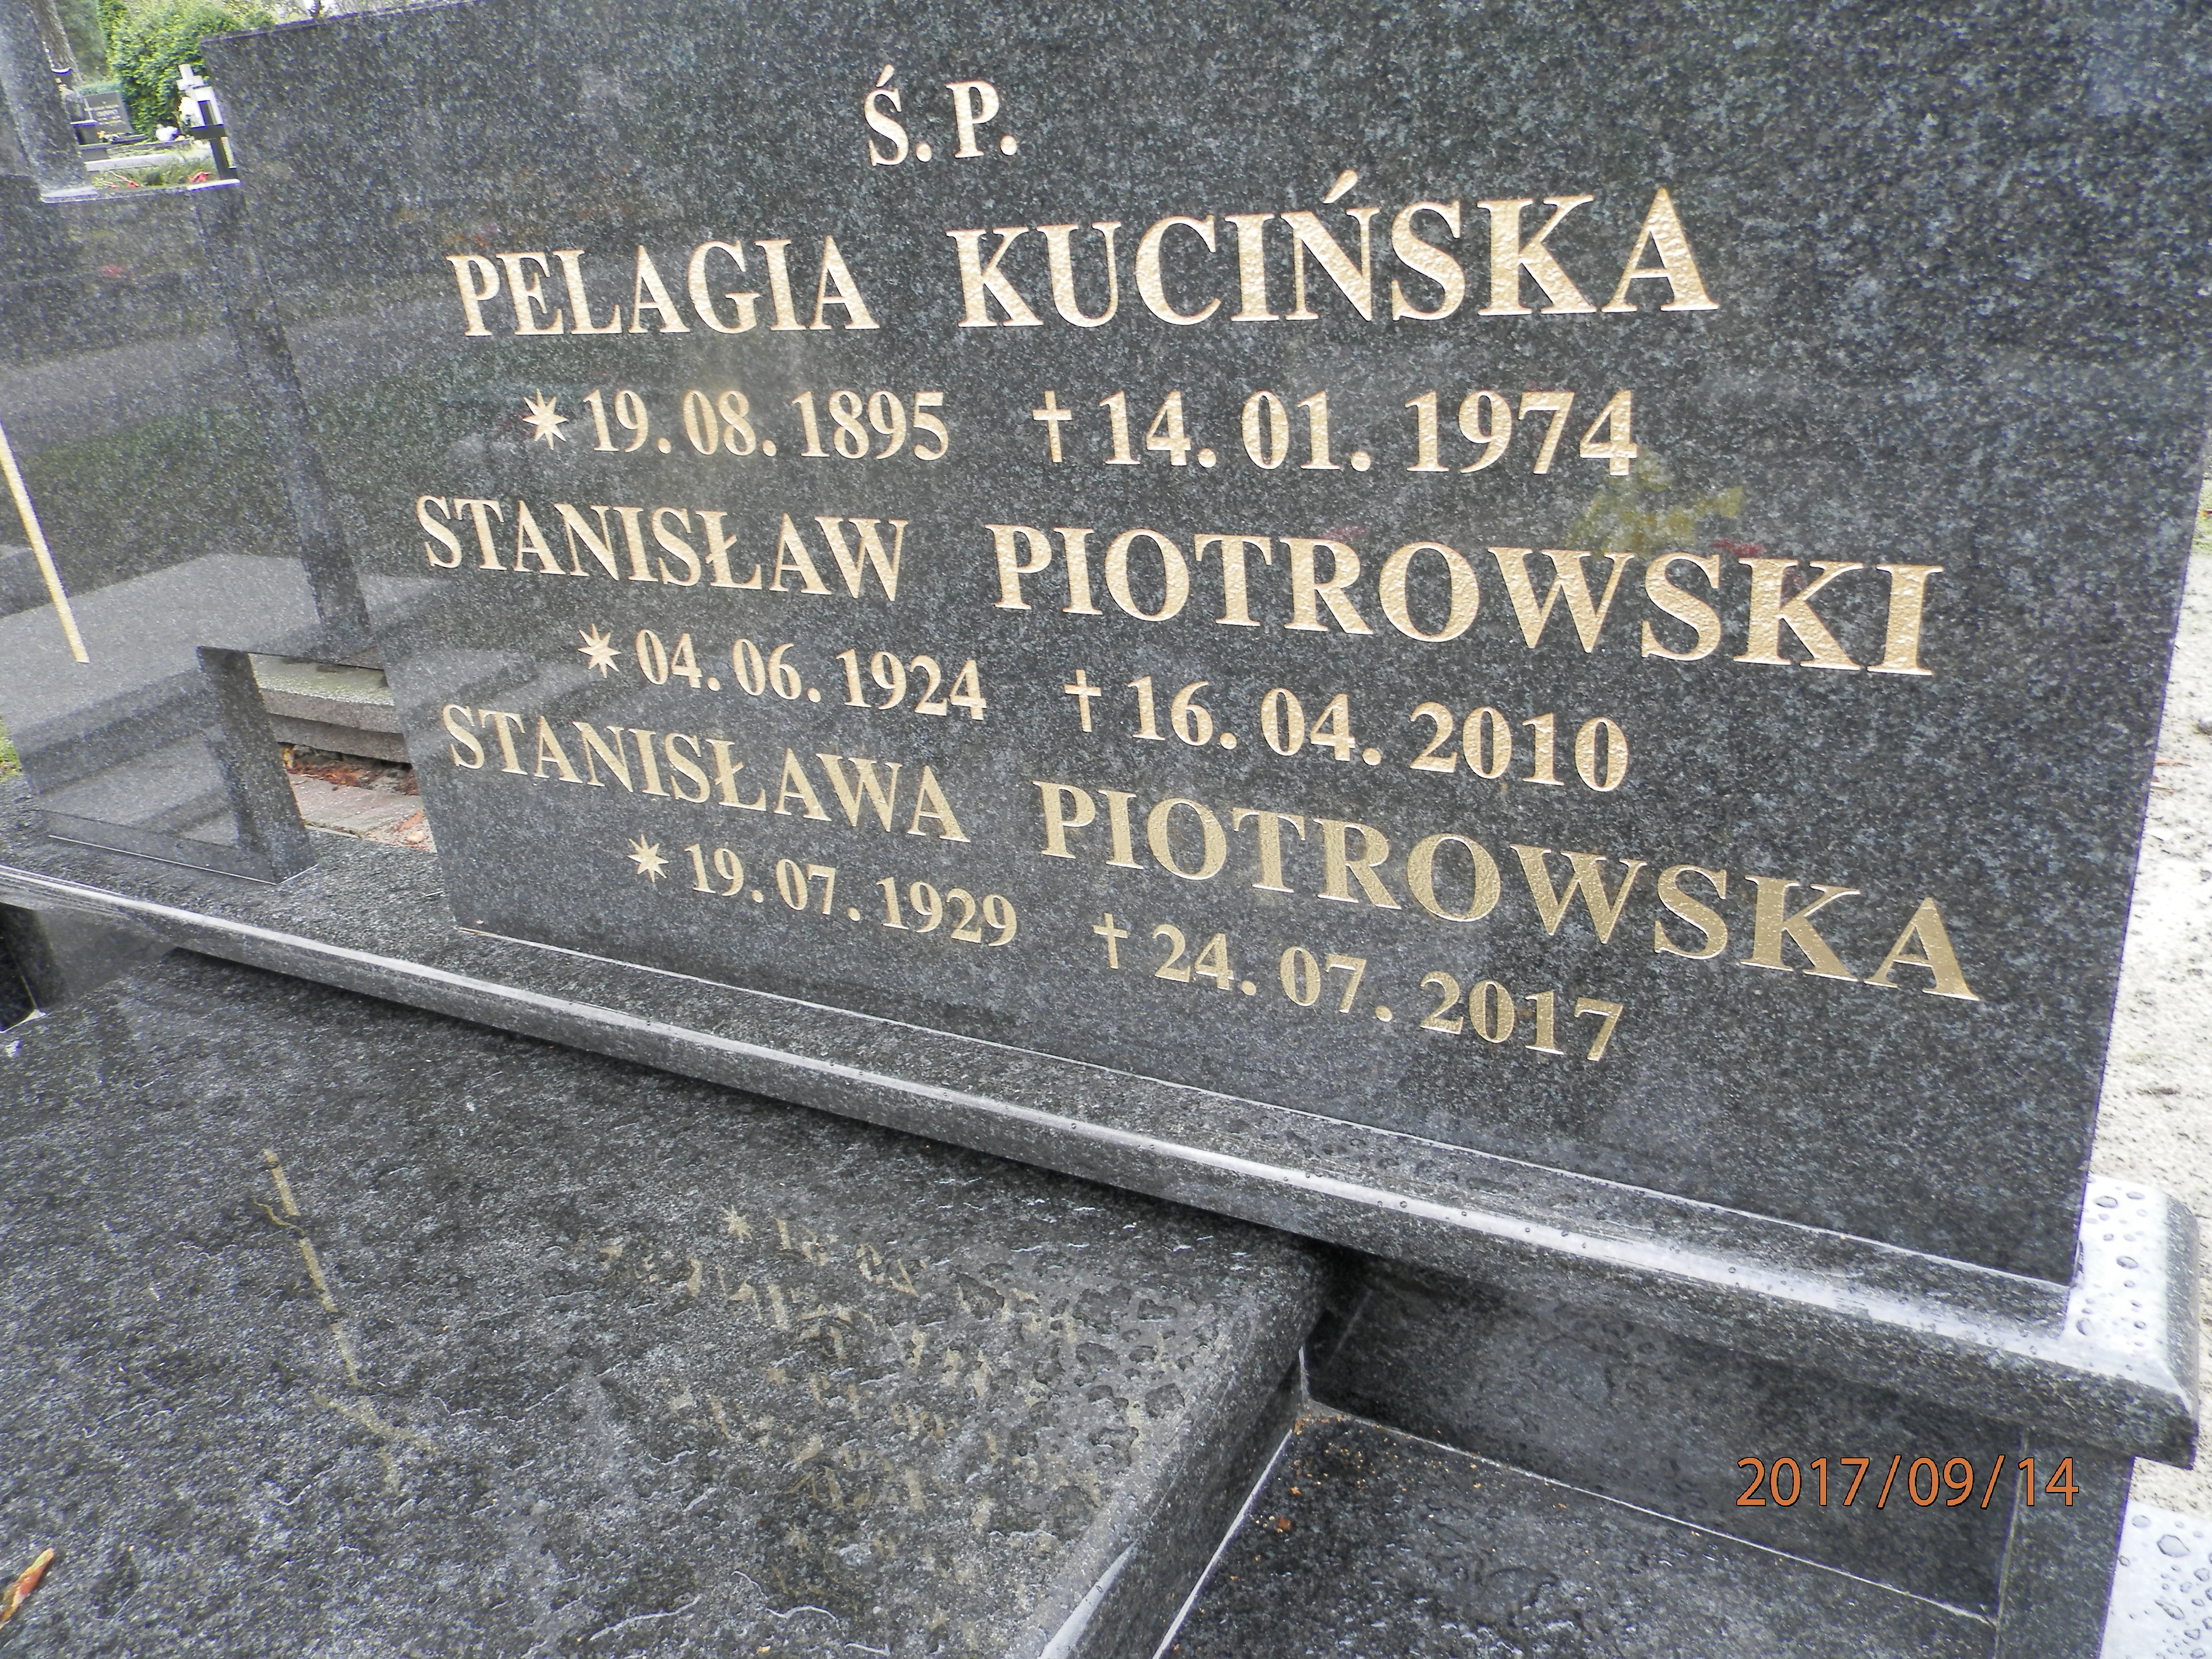 Ś. P.
PELAGIA KUCIŃSKA
✴ 19. 08. 1895 † 14. 01. 1974
STANISŁAW PIOTROWSKI
✴ 04. 06. 1924 † 16. 04. 2010
STANISŁAWA PIOTROWSKA
✴ 19. 07. 1929 † 24. 07. 2017
2017/09/14